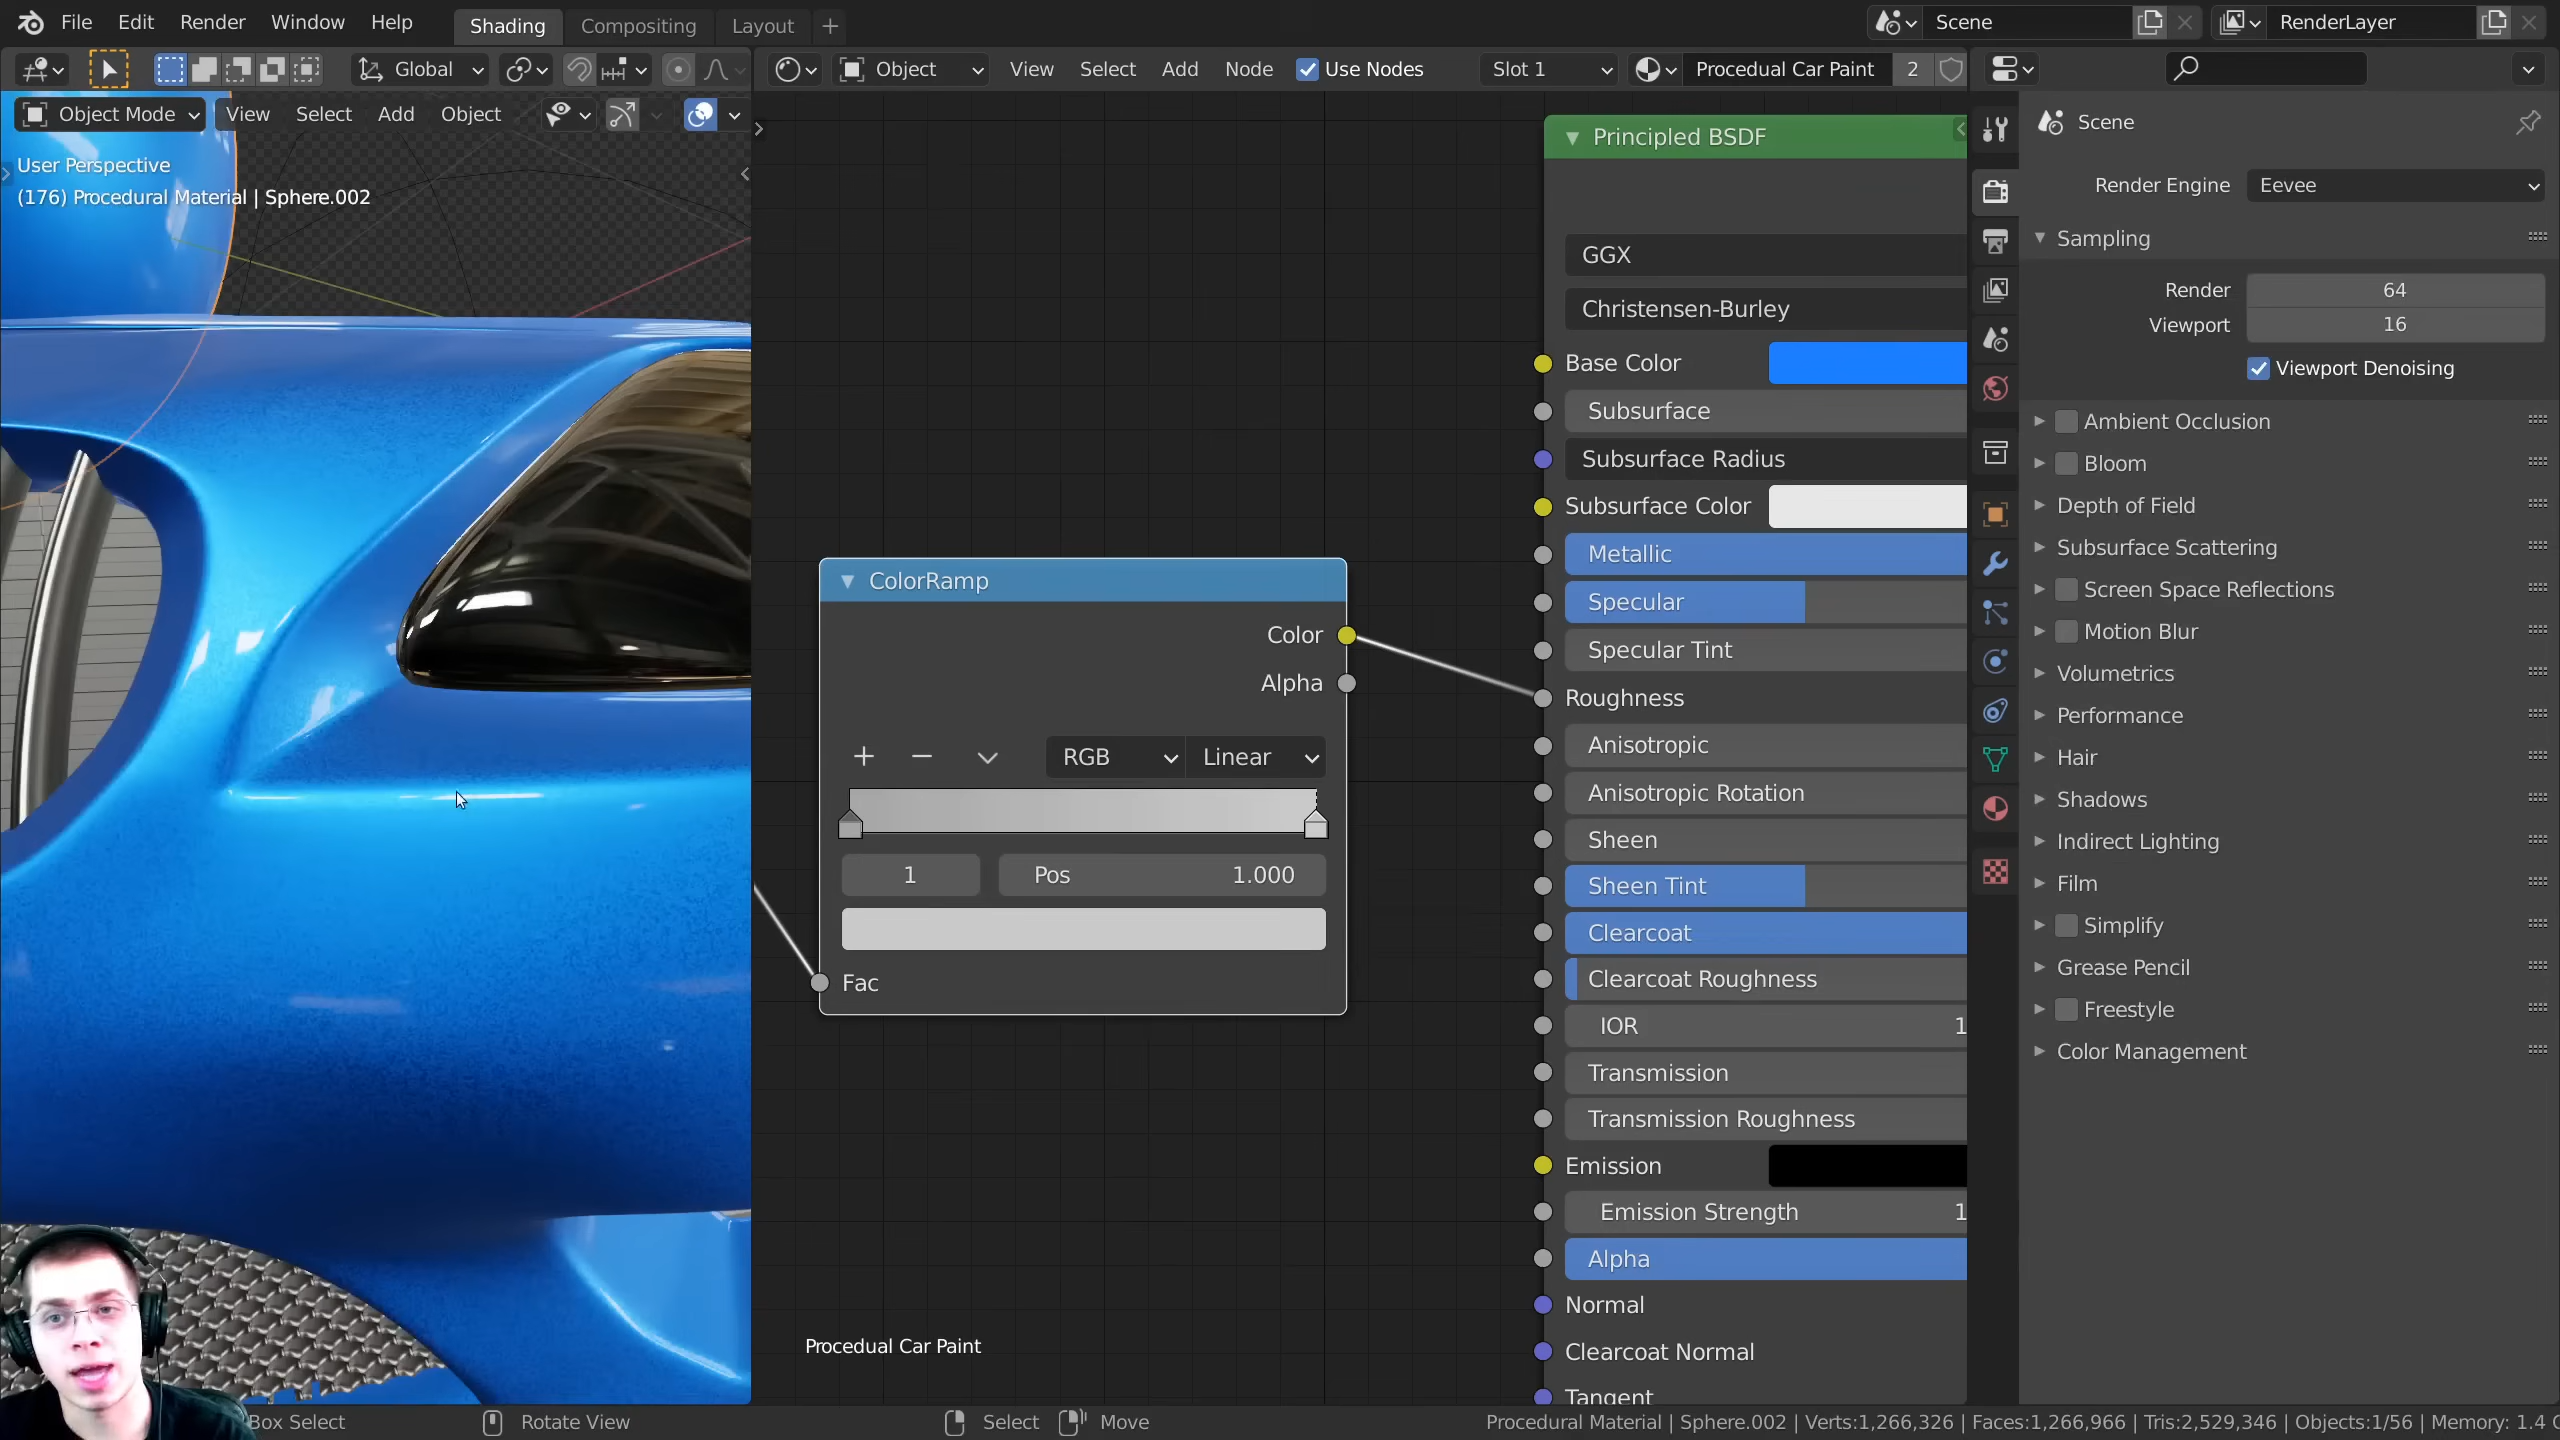 File Edit Render Window Help Shading Compositing Layout + Scene RenderLayer
Global Object View Select Add Node Use Nodes Slot 1 Procedual Car Paint 2
Object Mode View Select Add Object
User Perspective
(176) Procedural Material | Sphere.002
ColorRamp
Color
Alpha
RGB Linear
1 Pos 1.000
Fac
Procedual Car Paint
Principled BSDF
GGX
Christensen-Burley
Base Color
Subsurface
Subsurface Radius
Subsurface Color
Metallic
Specular
Specular Tint
Roughness
Anisotropic
Anisotropic Rotation
Sheen
Sheen Tint
Clearcoat
Clearcoat Roughness
IOR 1
Transmission
Transmission Roughness
Emission
Emission Strength 1
Alpha
Normal
Clearcoat Normal
Tangent
Scene
Render Engine Eevee
Sampling
Render 64
Viewport 16
Viewport Denoising
Ambient Occlusion
Bloom
Depth of Field
Subsurface Scattering
Screen Space Reflections
Motion Blur
Volumetrics
Performance
Hair
Shadows
Indirect Lighting
Film
Simplify
Grease Pencil
Freestyle
Color Management
Box Select Rotate View Select Move Procedural Material | Sphere.002 | Verts:1,266,326 | Faces:1,266,966 | Tris:2,529,346 | Objects:1/56 | Memory: 1.4